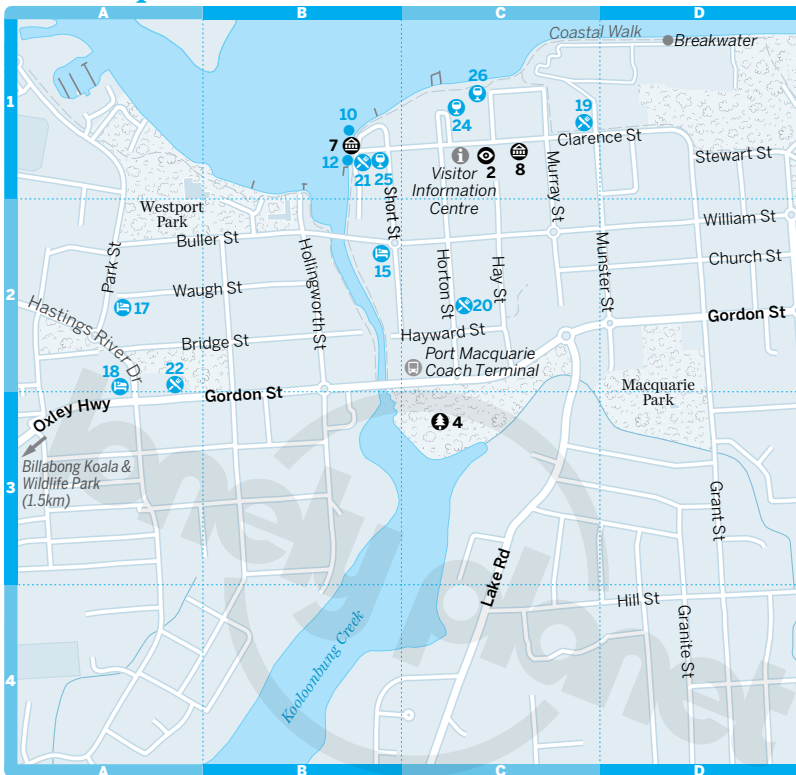 A
B
C
D
1
Coastal Walk
Breakwater
26
24
19
10
7
12
21
25
Clarence St
Visitor
Information
Centre
2
8
Stewart St
Murray St
Short St
Westport
Park
William St
Buller St
Park St
Hollingworth St
15
Horton St
Hay St
Munster St
Church St
2
Waugh St
17
20
Gordon St
Hastings River Dr
Bridge St
Hayward St
Port Macquarie
Coach Terminal
18
22
Gordon St
Macquarie
Park
Oxley Hwy
4
Billabong Koala &
Wildlife Park
(1.5km)
3
Grant St
Lake Rd
Hill St
Granite St
Kooloonbung Creek
4
lonely planet
A
B
C
D